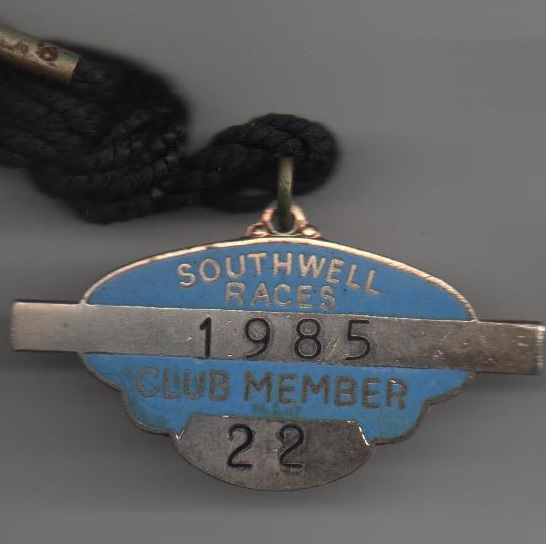 SOUTHWELL
RACES
1985
CLUB MEMBER
22